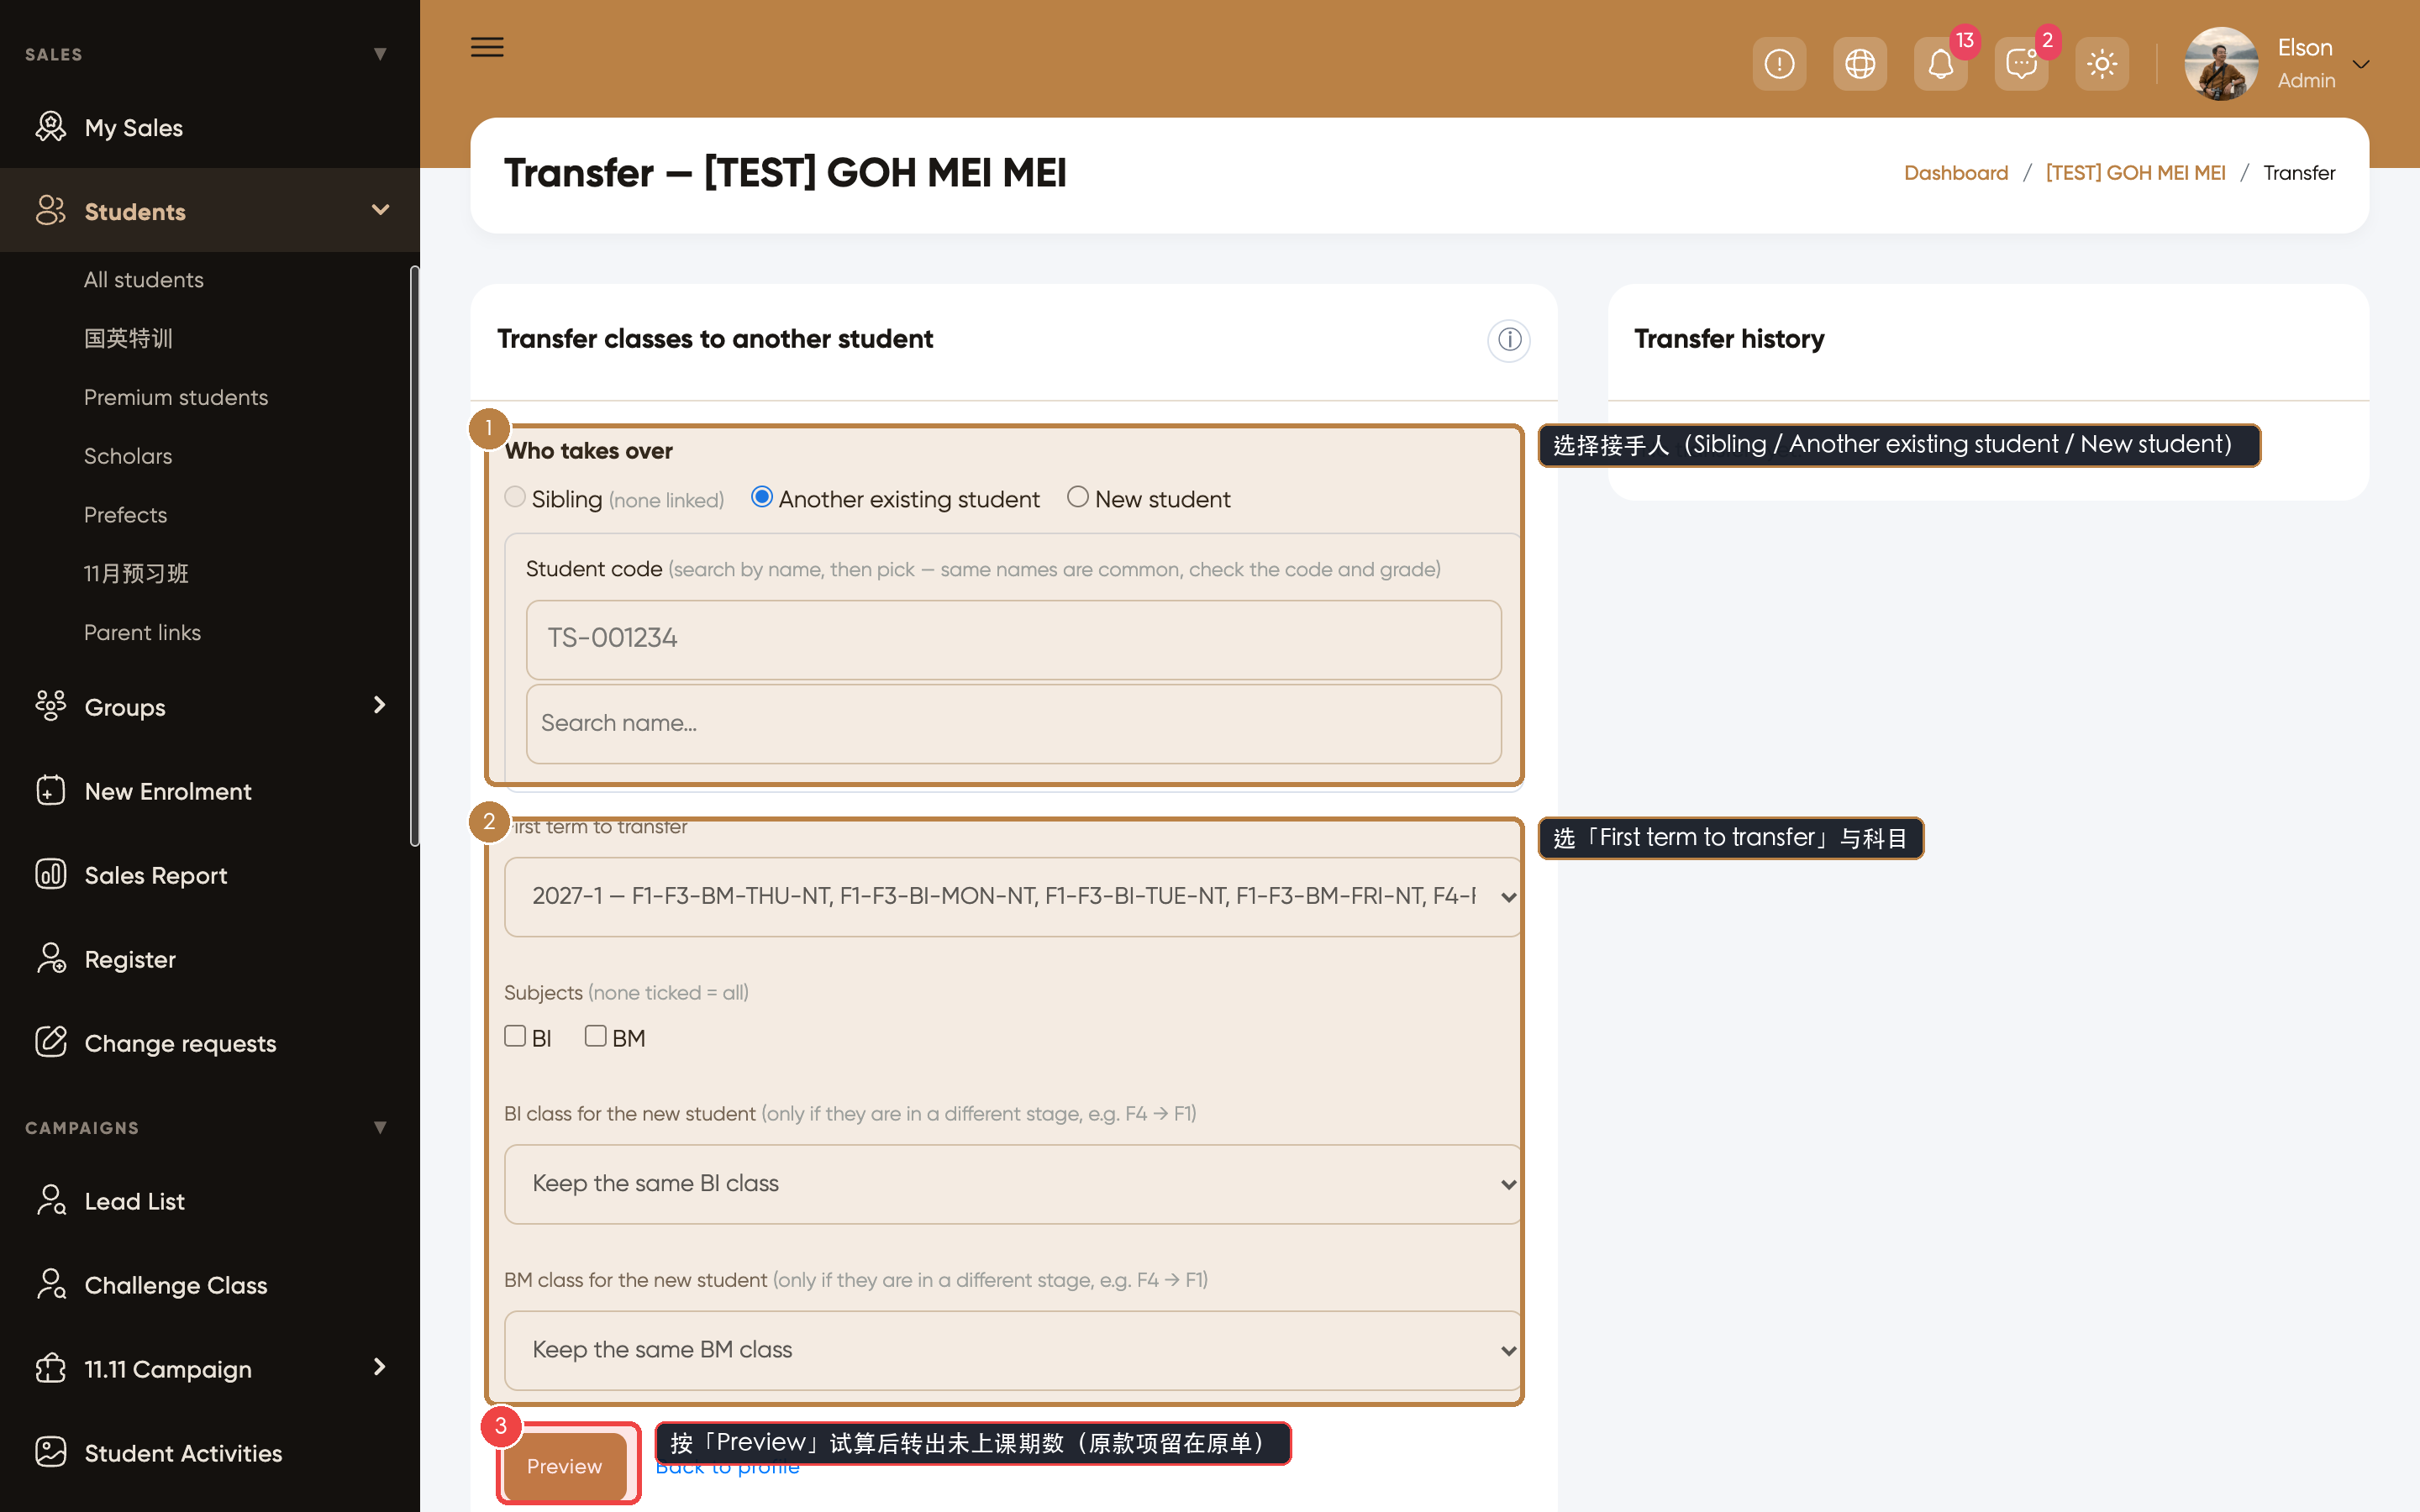 SALES ▼
My Sales
Students
All students
国英特训
Premium students
Scholars
Prefects
11月预习班
Parent links
Groups
New Enrolment
Sales Report
Register
Change requests
CAMPAIGNS ▼
Lead List
Challenge Class
11.11 Campaign
Student Activities
13
2
Elson
Admin
Transfer — [TEST] GOH MEI MEI
Dashboard / [TEST] GOH MEI MEI / Transfer
Transfer classes to another student
Transfer history
1
Who takes over
选择接手人（Sibling / Another existing student / New student）
Sibling (none linked) Another existing student New student
Student code (search by name, then pick — same names are common, check the code and grade)
TS-001234
Search name...
2
First term to transfer
选「First term to transfer」与科目
2027-1 — F1-F3-BM-THU-NT, F1-F3-BI-MON-NT, F1-F3-BI-TUE-NT, F1-F3-BM-FRI-NT, F4-F
Subjects (none ticked = all)
BI BM
BI class for the new student (only if they are in a different stage, e.g. F4 → F1)
Keep the same BI class
BM class for the new student (only if they are in a different stage, e.g. F4 → F1)
Keep the same BM class
3
按「Preview」试算后转出未上课期数（原款项留在原单）
Preview
Back to profile